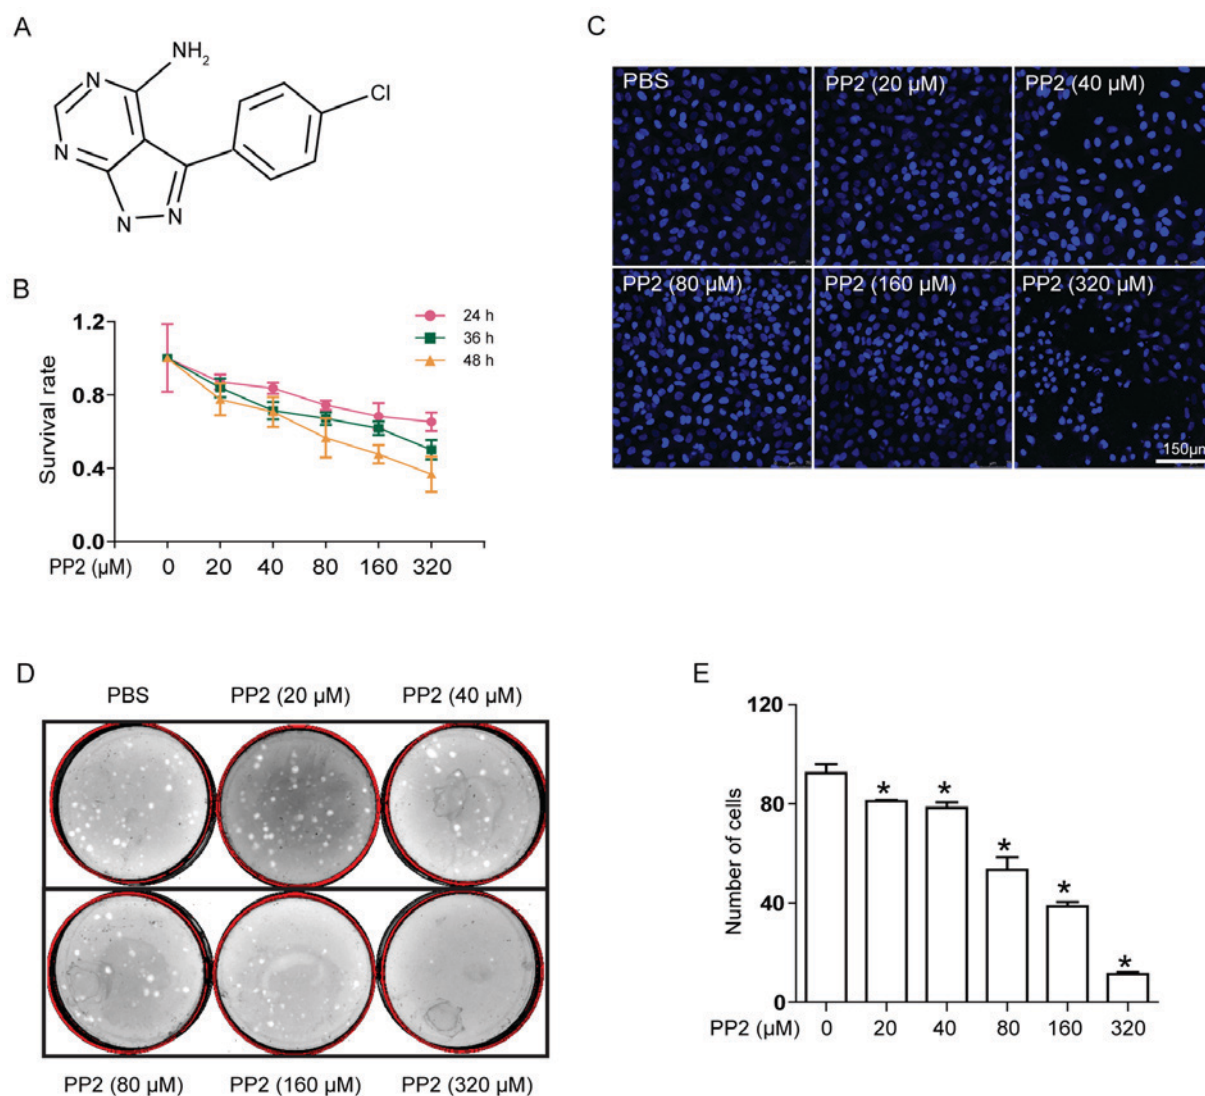 A
NH2
N
N
N
N
Cl
B
1.2
0.8
0.4
0.0
Survival rate
24 h
36 h
48 h
PP2 (µM)
0 20 40 80 160 320
C
PBS
PP2 (20 µM)
PP2 (40 µM)
PP2 (80 µM)
PP2 (160 µM)
PP2 (320 µM)
150µm
D
PBS
PP2 (20 µM)
PP2 (40 µM)
PP2 (80 µM)
PP2 (160 µM)
PP2 (320 µM)
E
120
80
40
0
Number of cells
*
*
*
*
*
PP2 (µM)
0 20 40 80 160 320